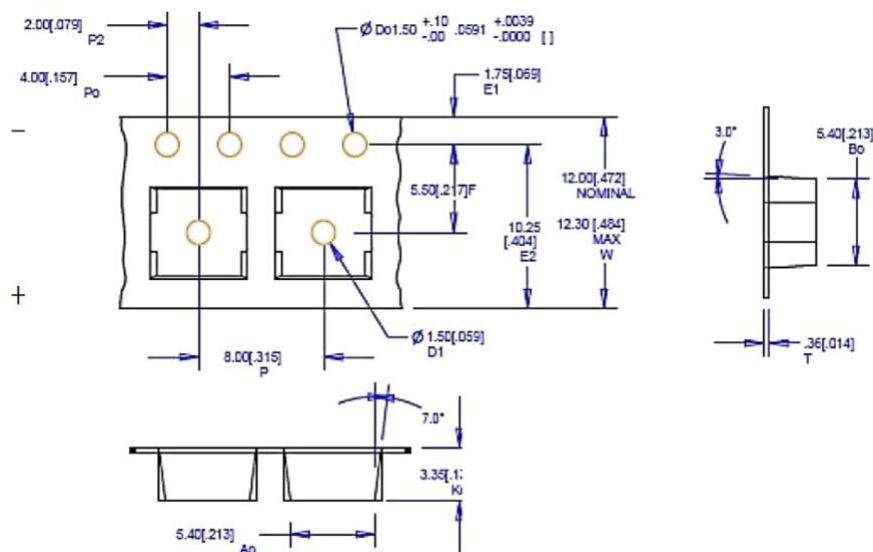 2.00[.079]
P2
Ø Do1.50 +.10 -.00 .0591 +.0039 -.0000 [ ]
4.00[.157]
Po
1.75[.069]
E1
3.0°
5.40[.213]
Bo
12.00[.472]
NOMINAL
5.50[.217]F
10.25
[.404]
E2
12.30[.484]
MAX
W
Ø 1.50[.059]
D1
8.00[.315]
P
.36[.014]
T
7.0°
3.35[.1
5.40[.213]
Ao